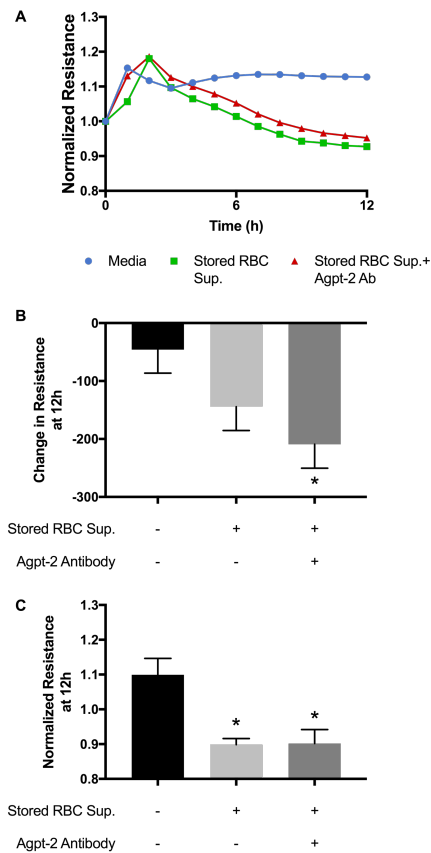 A
Normalized Resistance
1.3
1.2
1.1
1.0
0.9
0.8
0
6
12
Time (h)
Media
Stored RBC Sup.
Stored RBC Sup.+ Agpt-2 Ab
B
Change in Resistance
at 12h
0
-100
-200
-300
*
Stored RBC Sup. - + +
Agpt-2 Antibody - - +
C
Normalized Resistance
at 12h
1.3
1.2
1.1
1.0
0.9
0.8
* *
Stored RBC Sup. - + +
Agpt-2 Antibody - - +